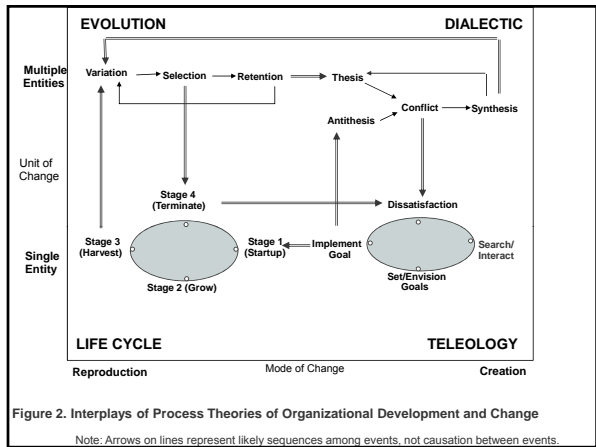 EVOLUTION DIALECTIC
Multiple
Entities
Variation Selection Retention Thesis
Conflict Synthesis
Antithesis
Unit of
Change
Stage 4
(Terminate)
Dissatisfaction
Single
Entity
Stage 3
(Harvest)
Stage 1
(Startup)
Implement
Goal
Search/
Interact
Stage 2 (Grow)
Set/Envision
Goals
LIFE CYCLE TELEOLOGY
Reproduction Mode of Change Creation
Figure 2. Interplays of Process Theories of Organizational Development and Change
Note: Arrows on lines represent likely sequences among events, not causation between events.